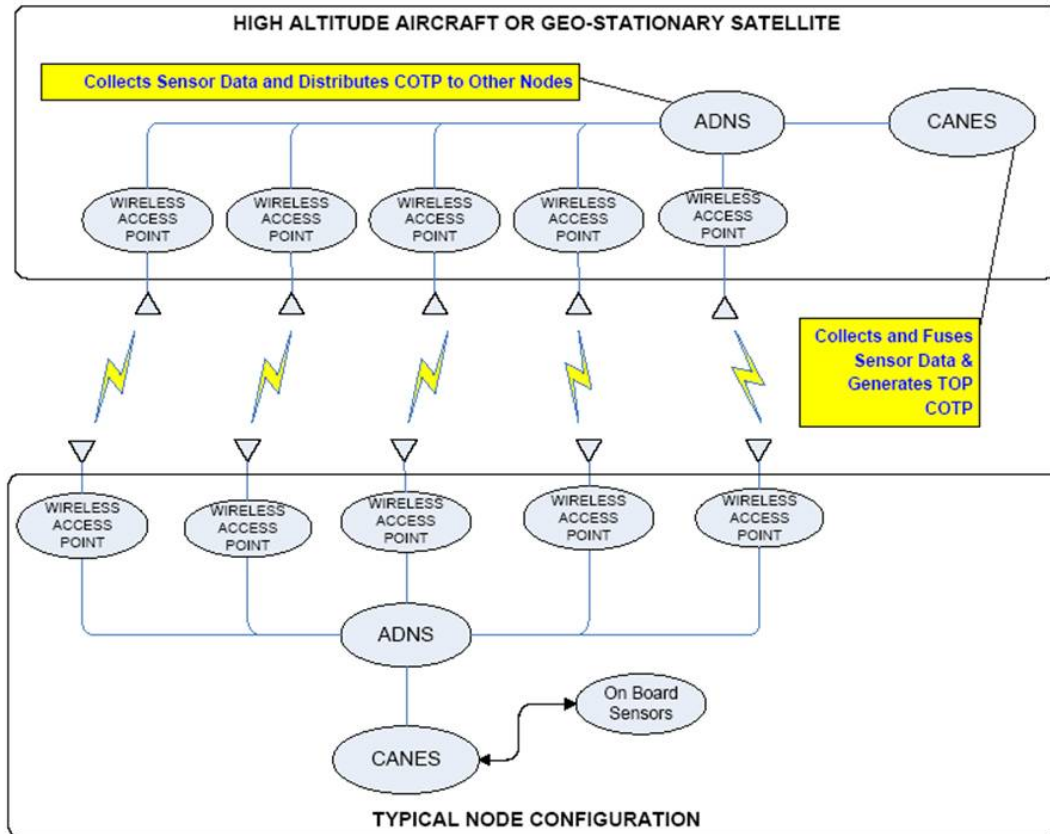 HIGH ALTITUDE AIRCRAFT OR GEO-STATIONARY SATELLITE
Collects Sensor Data and Distributes COTP to Other Nodes
ADNS
CANES
WIRELESS
ACCESS
POINT
WIRELESS
ACCESS
POINT
WIRELESS
ACCESS
POINT
WIRELESS
ACCESS
POINT
WIRELESS
ACCESS
POINT
Collects and Fuses
Sensor Data &
Generates TOP
COTP
WIRELESS
ACCESS
POINT
WIRELESS
ACCESS
POINT
WIRELESS
ACCESS
POINT
WIRELESS
ACCESS
POINT
WIRELESS
ACCESS
POINT
ADNS
On Board
Sensors
CANES
TYPICAL NODE CONFIGURATION